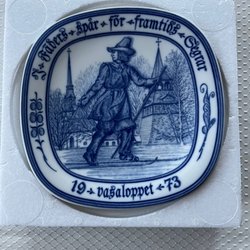 I · fäders · spår · för · framtids · segrar
19 · vasaloppet · 73